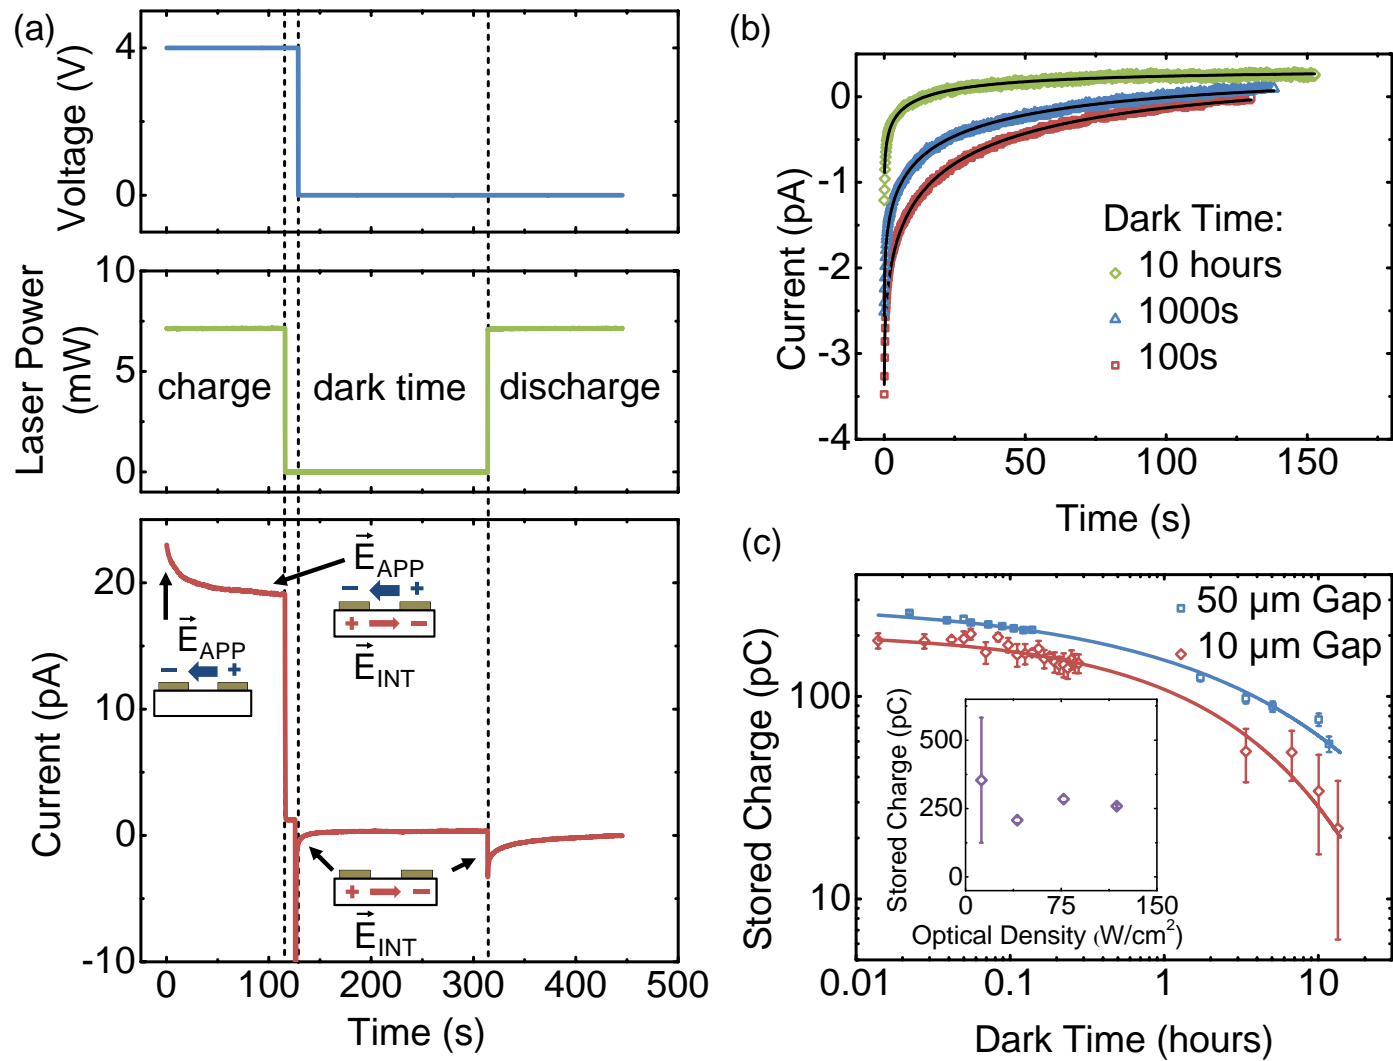 (a)
Voltage (V)
4
0
Laser Power
(mW)
10
5
0
charge
dark time
discharge
Current (pA)
20
10
0
-10
E APP
− +
+ −
E INT
E APP
− +
+ −
E INT
0 100 200 300 400 500
Time (s)
(b)
Current (pA)
0
-1
-2
-3
-4
Dark Time:
10 hours
1000s
100s
0 50 100 150
Time (s)
(c)
Stored Charge (pC)
100
10
50 μm Gap
10 μm Gap
Stored Charge (pC)
500
250
0
0 75 150
Optical Density (W/cm²)
0.01 0.1 1 10
Dark Time (hours)